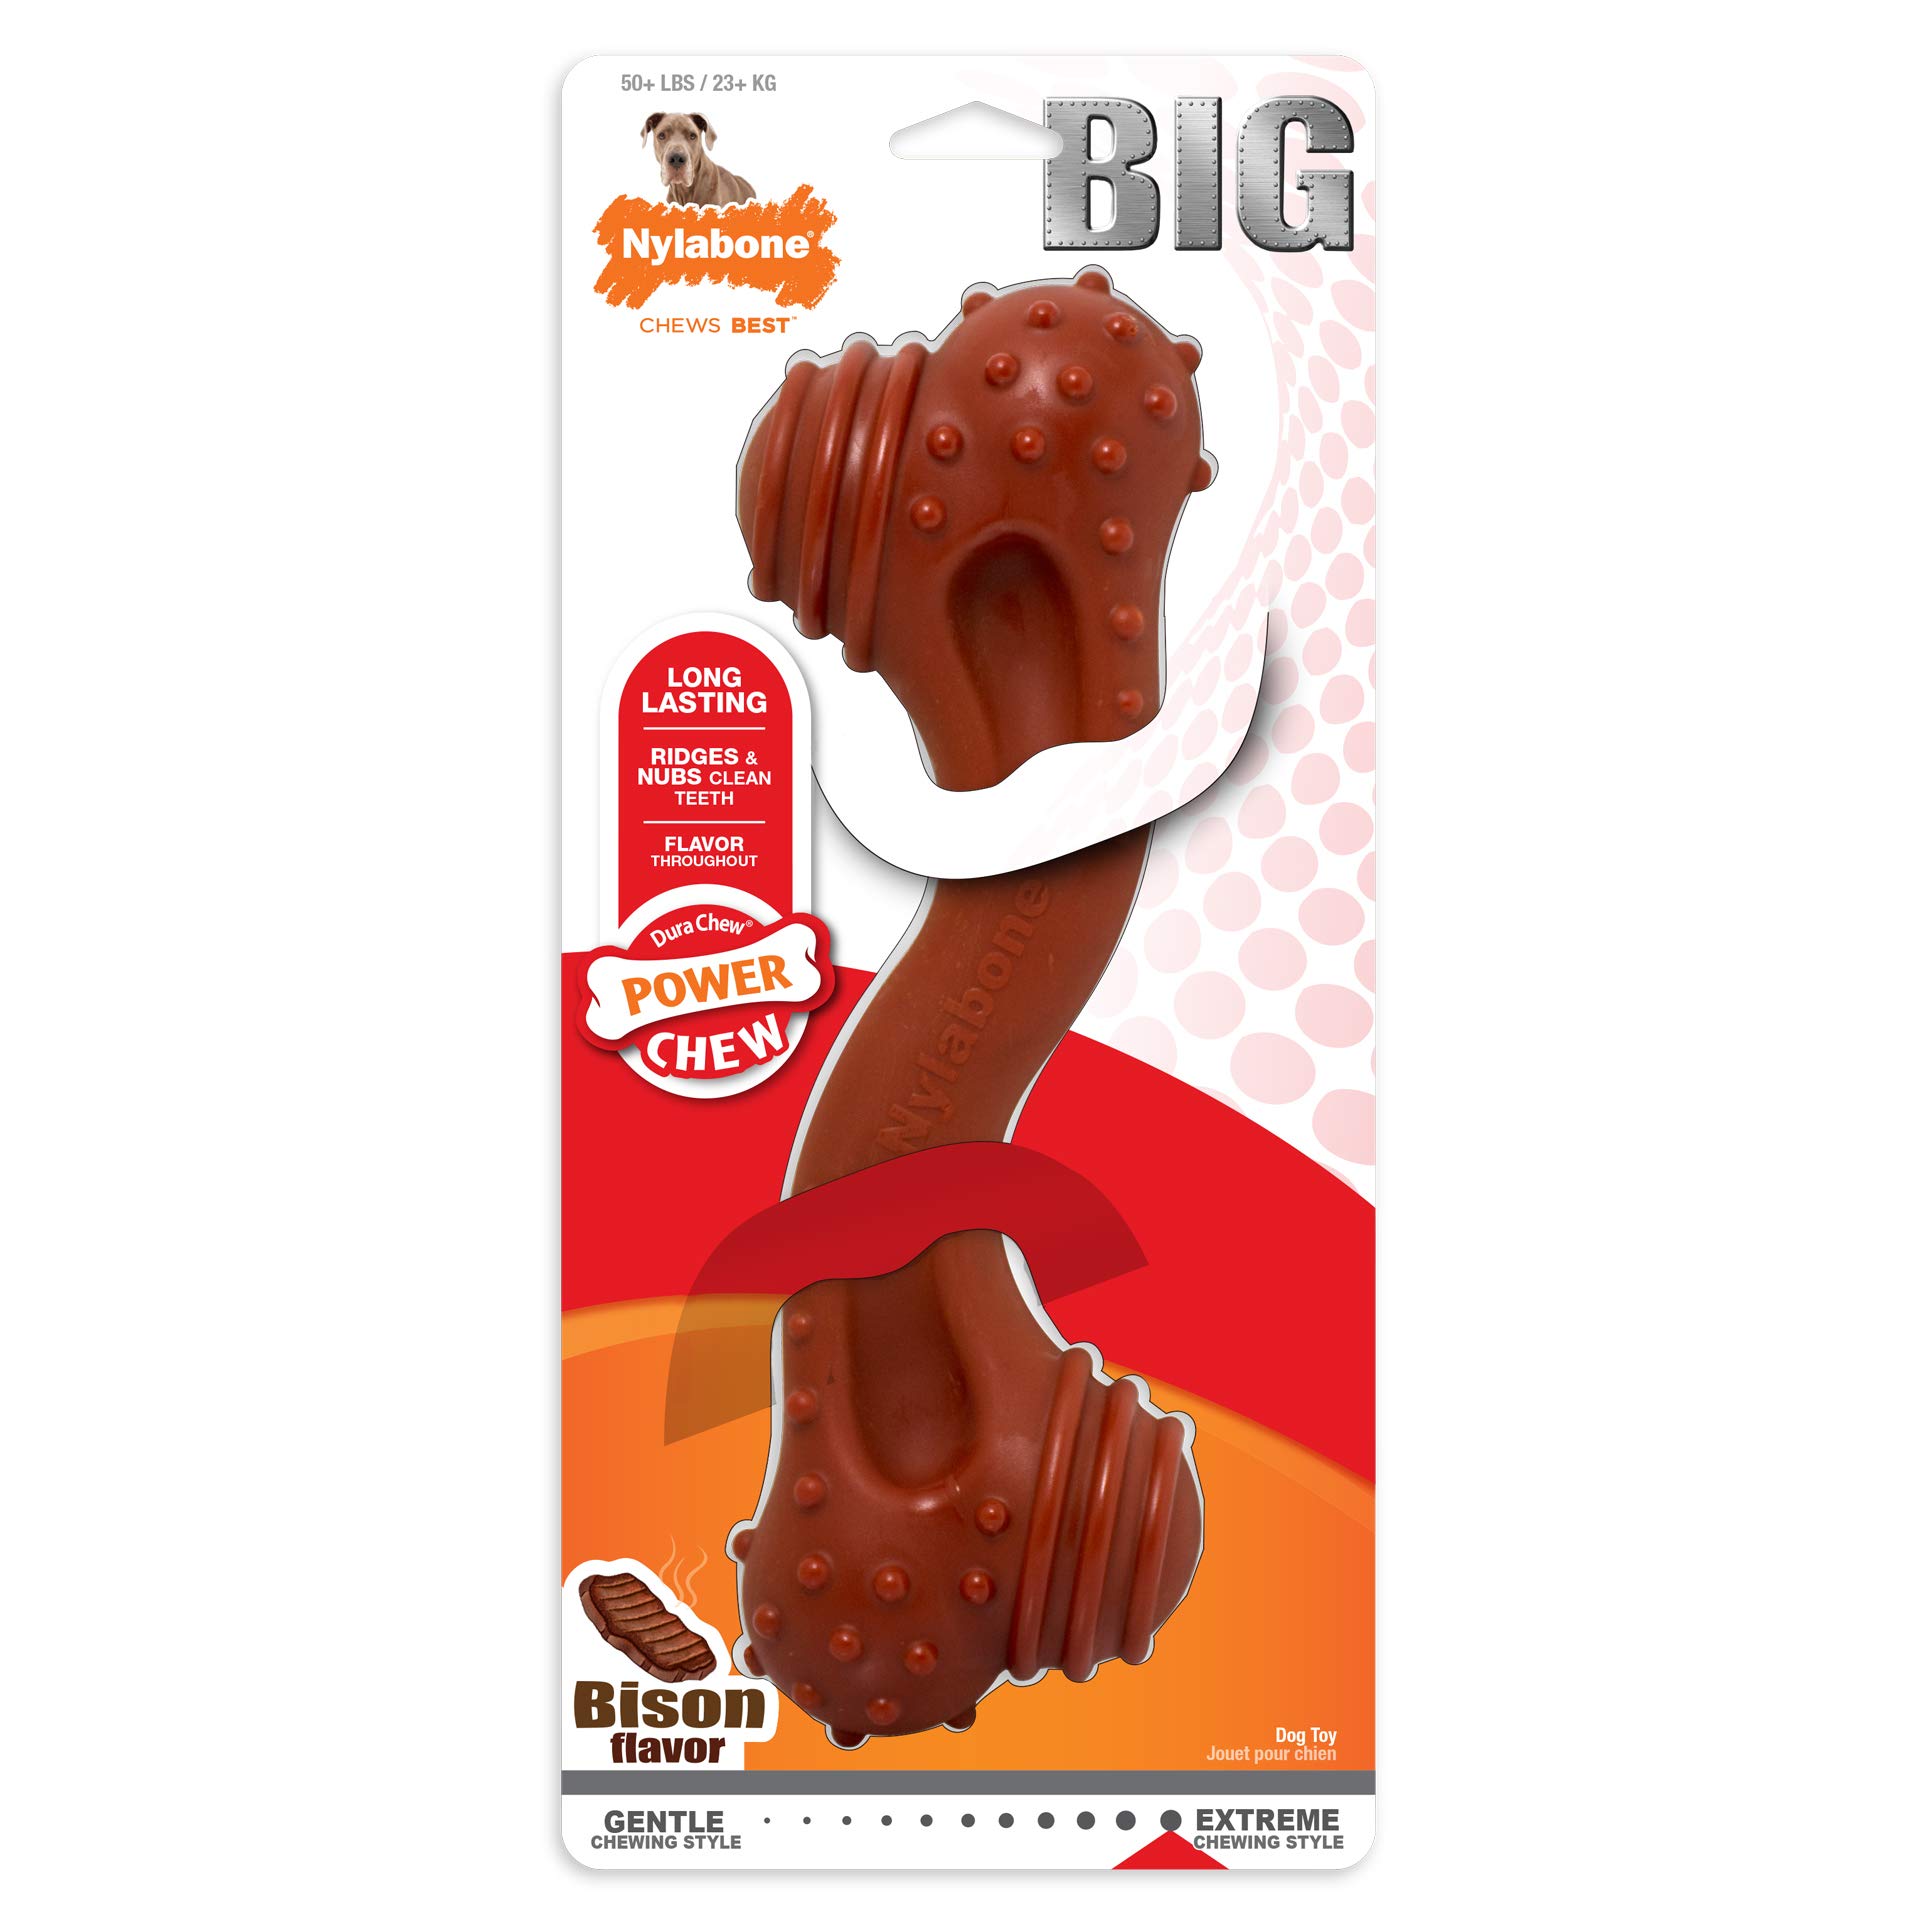 50+ LBS / 23+ KG
BIG
Nylabone®
CHEWS BEST™
LONG
LASTING
RIDGES &
NUBS CLEAN
TEETH
FLAVOR
THROUGHOUT
Dura Chew®
POWER
CHEW
Nylabone
Bison
flavor
Dog Toy
Jouet pour chien
GENTLE
CHEWING STYLE
EXTREME
CHEWING STYLE